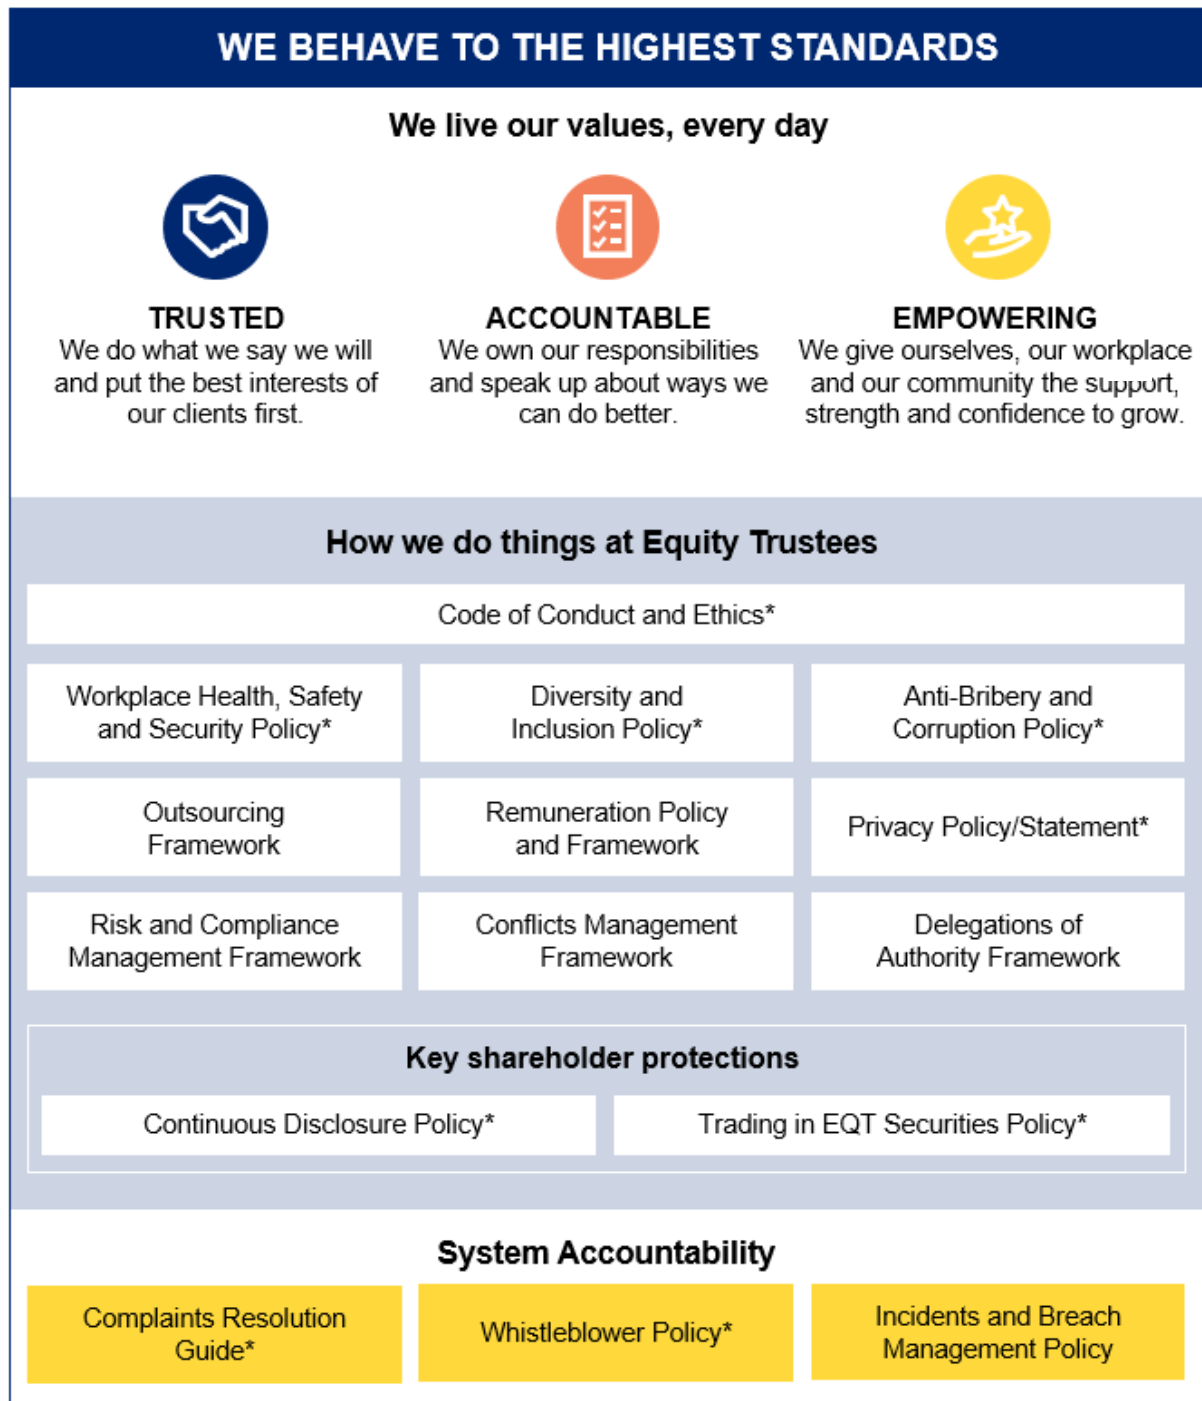 WE BEHAVE TO THE HIGHEST STANDARDS
We live our values, every day
TRUSTED
We do what we say we will
and put the best interests of
our clients first.
ACCOUNTABLE
We own our responsibilities
and speak up about ways we
can do better.
EMPOWERING
We give ourselves, our workplace
and our community the support,
strength and confidence to grow.
How we do things at Equity Trustees
Code of Conduct and Ethics*
Workplace Health, Safety
and Security Policy*
Diversity and
Inclusion Policy*
Anti-Bribery and
Corruption Policy*
Outsourcing
Framework
Remuneration Policy
and Framework
Privacy Policy/Statement*
Risk and Compliance
Management Framework
Conflicts Management
Framework
Delegations of
Authority Framework
Key shareholder protections
Continuous Disclosure Policy*
Trading in EQT Securities Policy*
System Accountability
Complaints Resolution
Guide*
Whistleblower Policy*
Incidents and Breach
Management Policy